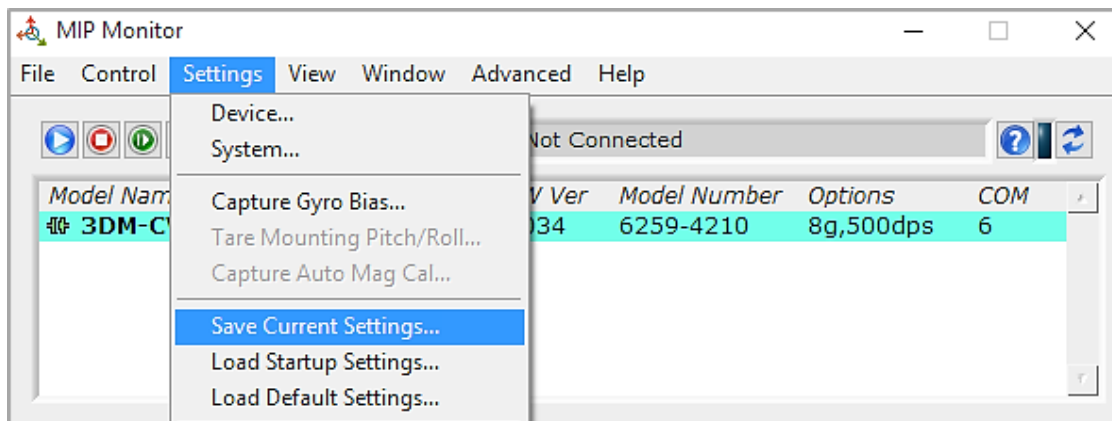 MIP Monitor
File Control Settings View Window Advanced Help
Device...
System...
Not Connected
Capture Gyro Bias...
Tare Mounting Pitch/Roll...
Capture Auto Mag Cal...
Save Current Settings...
Load Startup Settings...
Load Default Settings...
Model Nam Ver Model Number Options COM
3DM-CV 034 6259-4210 8g,500dps 6